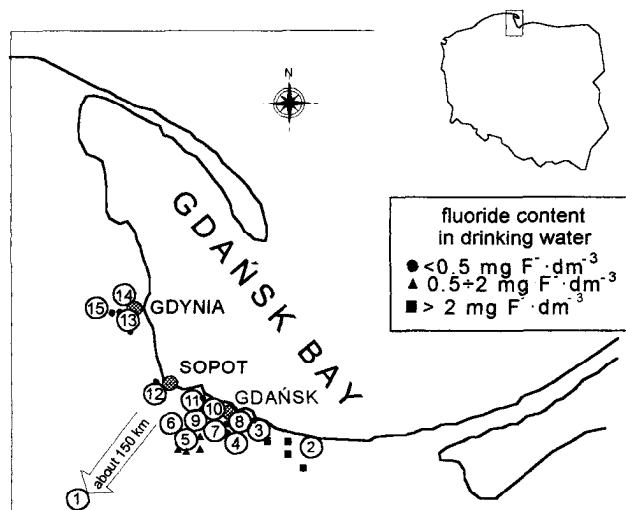 N
GDAŃSK BAY
fluoride content
in drinking water
● <0.5 mg F⁻·dm⁻³
▲ 0.5÷2 mg F⁻·dm⁻³
■ > 2 mg F⁻·dm⁻³
14
15
GDYNIA
13
SOPOT
12
11
GDAŃSK
10
6
9
8
7
3
5
4
2
about 150 km
1